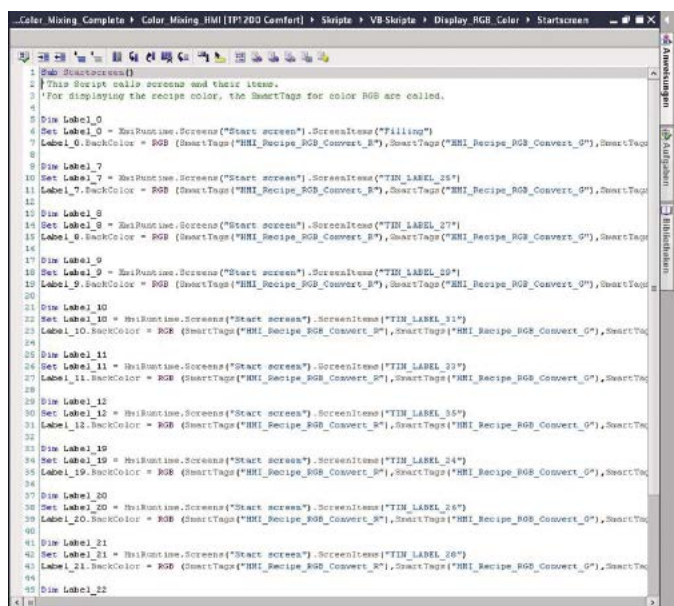 ...Color_Mixing_Complete ▸ Color_Mixing_HMI [TP1200 Comfort] ▸ Skripte ▸ VB-Skripte ▸ Display_RGB_Color ▸ Startscreen
1 Sub Startscreen()
2 'This Script calls screens and their items.
3 'For displaying the recipe color, the SmartTags for color RGB are called.
4
5 Dim Label_0
6 Set Label_0 = HmiRuntime.Screens("Start screen").ScreenItems("Filling")
7 Label_0.BackColor = RGB (SmartTags("HMI_Recipe_RGB_Convert_R"),SmartTags("HMI_Recipe_RGB_Convert_G"),SmartTags
8
9 Dim Label_7
10 Set Label_7 = HmiRuntime.Screens("Start screen").ScreenItems("TIN_LABEL_25")
11 Label_7.BackColor = RGB (SmartTags("HMI_Recipe_RGB_Convert_R"),SmartTags("HMI_Recipe_RGB_Convert_G"),SmartTags
12
13 Dim Label_8
14 Set Label_8 = HmiRuntime.Screens("Start screen").ScreenItems("TIN_LABEL_27")
15 Label_8.BackColor = RGB (SmartTags("HMI_Recipe_RGB_Convert_R"),SmartTags("HMI_Recipe_RGB_Convert_G"),SmartTags
16
17 Dim Label_9
18 Set Label_9 = HmiRuntime.Screens("Start screen").ScreenItems("TIN_LABEL_29")
19 Label_9.BackColor = RGB (SmartTags("HMI_Recipe_RGB_Convert_R"),SmartTags("HMI_Recipe_RGB_Convert_G"),SmartTags
20
21 Dim Label_10
22 Set Label_10 = HmiRuntime.Screens("Start screen").ScreenItems("TIN_LABEL_31")
23 Label_10.BackColor = RGB (SmartTags("HMI_Recipe_RGB_Convert_R"),SmartTags("HMI_Recipe_RGB_Convert_G"),SmartTag
24
25 Dim Label_11
26 Set Label_11 = HmiRuntime.Screens("Start screen").ScreenItems("TIN_LABEL_23")
27 Label_11.BackColor = RGB (SmartTags("HMI_Recipe_RGB_Convert_R"),SmartTags("HMI_Recipe_RGB_Convert_G"),SmartTag
28
29 Dim Label_12
30 Set Label_12 = HmiRuntime.Screens("Start screen").ScreenItems("TIN_LABEL_35")
31 Label_12.BackColor = RGB (SmartTags("HMI_Recipe_RGB_Convert_R"),SmartTags("HMI_Recipe_RGB_Convert_G"),SmartTag
32
33 Dim Label_19
34 Set Label_19 = HmiRuntime.Screens("Start screen").ScreenItems("TIN_LABEL_24")
35 Label_19.BackColor = RGB (SmartTags("HMI_Recipe_RGB_Convert_R"),SmartTags("HMI_Recipe_RGB_Convert_G"),SmartTag
36
37 Dim Label_20
38 Set Label_20 = HmiRuntime.Screens("Start screen").ScreenItems("TIN_LABEL_26")
39 Label_20.BackColor = RGB (SmartTags("HMI_Recipe_RGB_Convert_R"),SmartTags("HMI_Recipe_RGB_Convert_G"),SmartTag
40
41 Dim Label_21
42 Set Label_21 = HmiRuntime.Screens("Start screen").ScreenItems("TIN_LABEL_28")
43 Label_21.BackColor = RGB (SmartTags("HMI_Recipe_RGB_Convert_R"),SmartTags("HMI_Recipe_RGB_Convert_G"),SmartTag
44
45 Dim Label_22
Anweisungen
Aufgaben
Bibliotheken